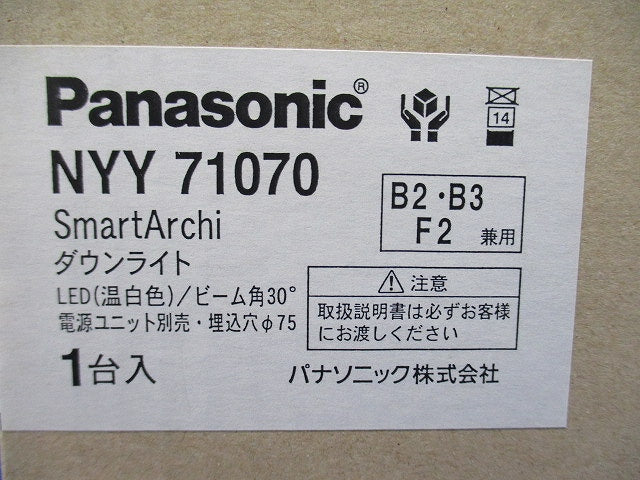 Panasonic®
14
NYY 71070
B2・B3
F2 兼用
SmartArchi
ダウンライト
LED(温白色)/ビーム角30°
電源ユニット別売・埋込穴φ75
1台入
⚠ 注意
取扱説明書は必ずお客様
にお渡しください
パナソニック株式会社